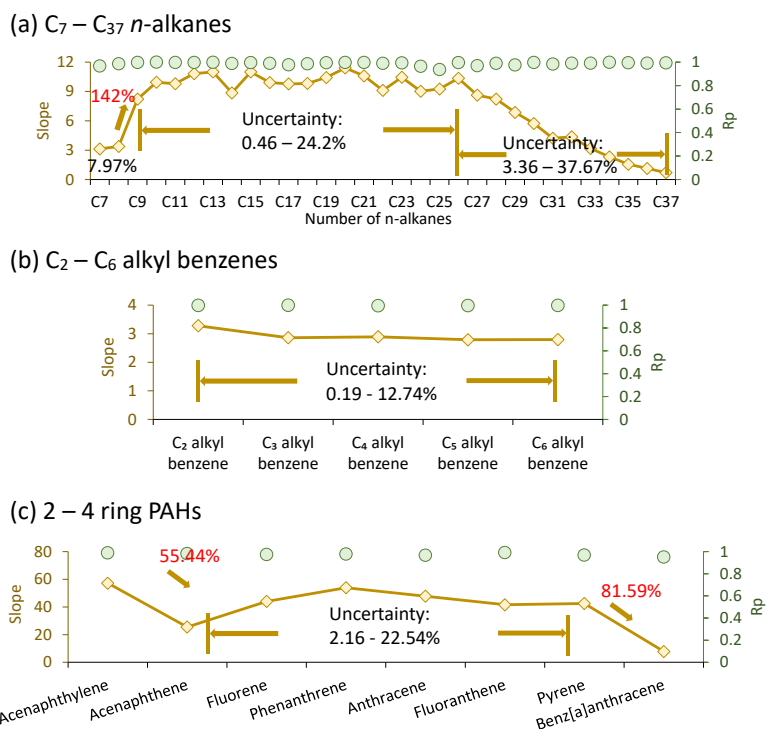 (a) C₇ – C₃₇ n-alkanes
12
9
6
3
0
Slope
142%
7.97%
Uncertainty:
0.46 – 24.2%
Uncertainty:
3.36 – 37.67%
1
0.8
0.6
0.4
0.2
0
Rp
C7 C9 C11 C13 C15 C17 C19 C21 C23 C25 C27 C29 C31 C33 C35 C37
Number of n-alkanes
(b) C₂ – C₆ alkyl benzenes
4
3
2
1
0
Slope
Uncertainty:
0.19 - 12.74%
1
0.8
0.6
0.4
0.2
0
Rp
C₂ alkyl benzene
C₃ alkyl benzene
C₄ alkyl benzene
C₅ alkyl benzene
C₆ alkyl benzene
(c) 2 – 4 ring PAHs
80
60
40
20
0
Slope
55.44%
81.59%
Uncertainty:
2.16 - 22.54%
1
0.8
0.6
0.4
0.2
0
Rp
Acenaphthylene
Acenaphthene
Fluorene
Phenanthrene
Anthracene
Fluoranthene
Pyrene
Benz[a]anthracene